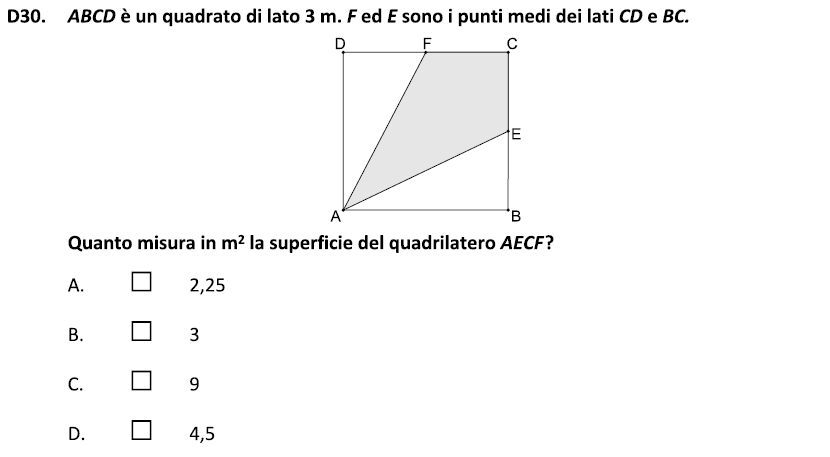 D30. ABCD è un quadrato di lato 3 m. F ed E sono i punti medi dei lati CD e BC.
D F C
E
A B
Quanto misura in m² la superficie del quadrilatero AECF?
A. 2,25
B. 3
C. 9
D. 4,5